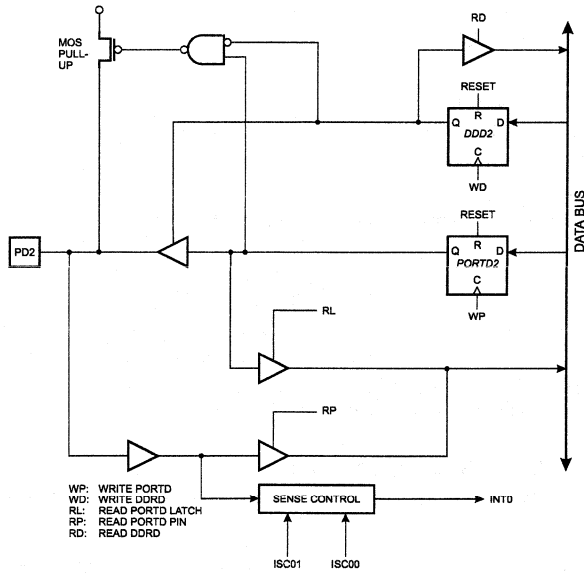 MOS
PULL-
UP
RD
RESET
R
Q
D
DDD2
C
WD
RESET
R
Q
D
PORTD2
C
WP
DATA BUS
PD2
RL
RP
WP: WRITE PORTD
WD: WRITE DDRD
RL: READ PORTD LATCH
RP: READ PORTD PIN
RD: READ DDRD
SENSE CONTROL
INT0
ISC01
ISC00